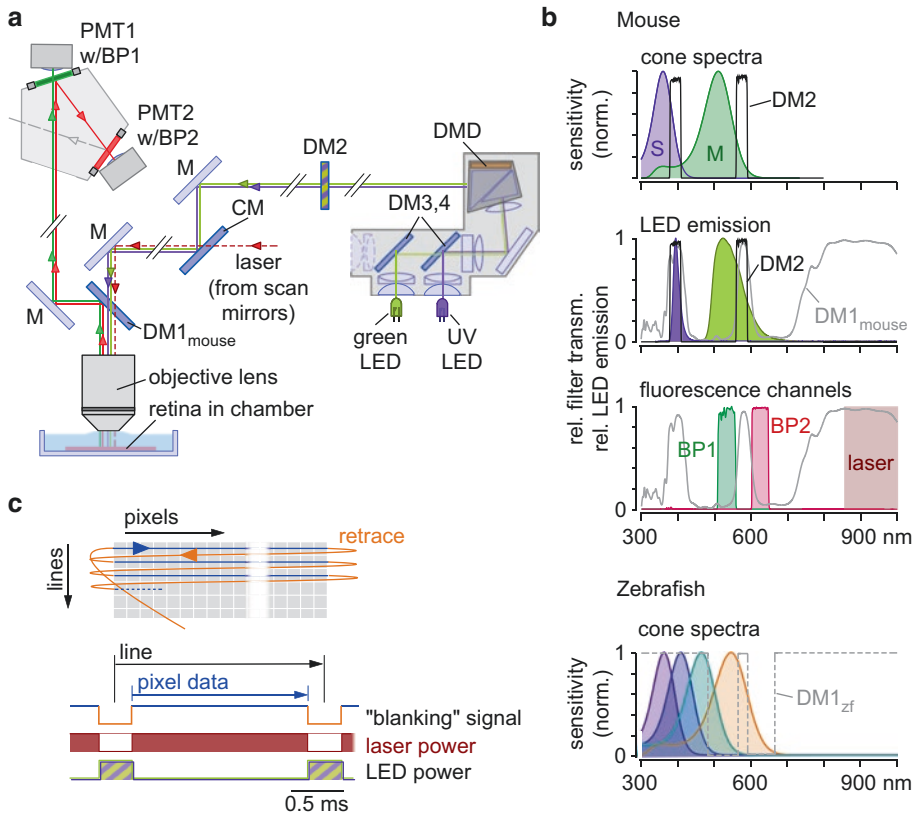 a
PMT1
w/BP1
PMT2
w/BP2
M
DM2
DMD
DM3,4
M
CM
laser
(from scan
mirrors)
M
DM1mouse
green
LED
UV
LED
objective lens
retina in chamber
b
Mouse
cone spectra
sensitivity
(norm.)
S
M
DM2
LED emission
1
0
DM2
DM1mouse
rel. filter transm.
rel. LED emission
fluorescence channels
1
0
BP1
BP2
laser
300
600
900 nm
Zebrafish
cone spectra
sensitivity
(norm.)
1
0
DM1zf
300
600
900 nm
c
pixels
retrace
lines
line
pixel data
"blanking" signal
laser power
LED power
0.5 ms